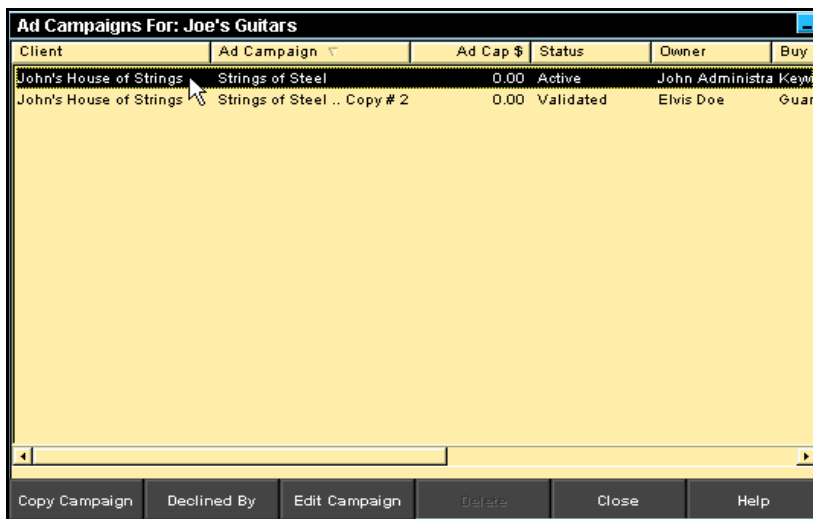 Ad Campaigns For: Joe's Guitars
Client Ad Campaign Ad Cap $ Status Owner Buy
John's House of Strings Strings of Steel 0.00 Active John Administra Keyw
John's House of Strings Strings of Steel .. Copy # 2 0.00 Validated Elvis Doe Guar
Copy Campaign Declined By Edit Campaign Delete Close Help